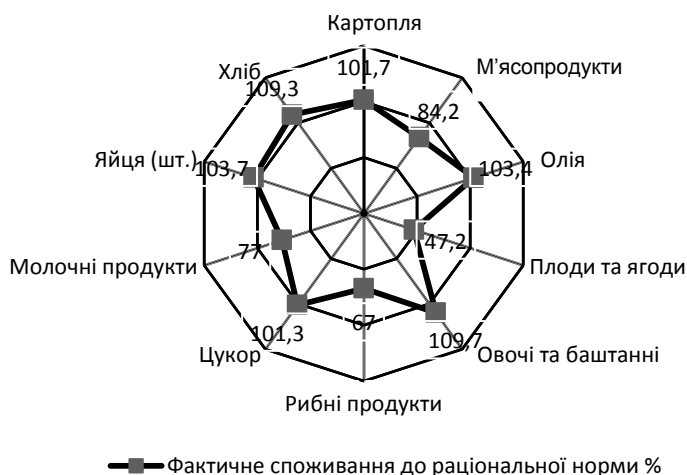 Картопля
101,7
Хліб
109,3
М'ясопродукти
84,2
Яйця (шт.)
103,7
Олія
103,4
Молочні продукти
77
47,2
Плоди та ягоди
Цукор
101,3
67
109,7
Овочі та баштанні
Рибні продукти
Фактичне споживання до раціональної норми %